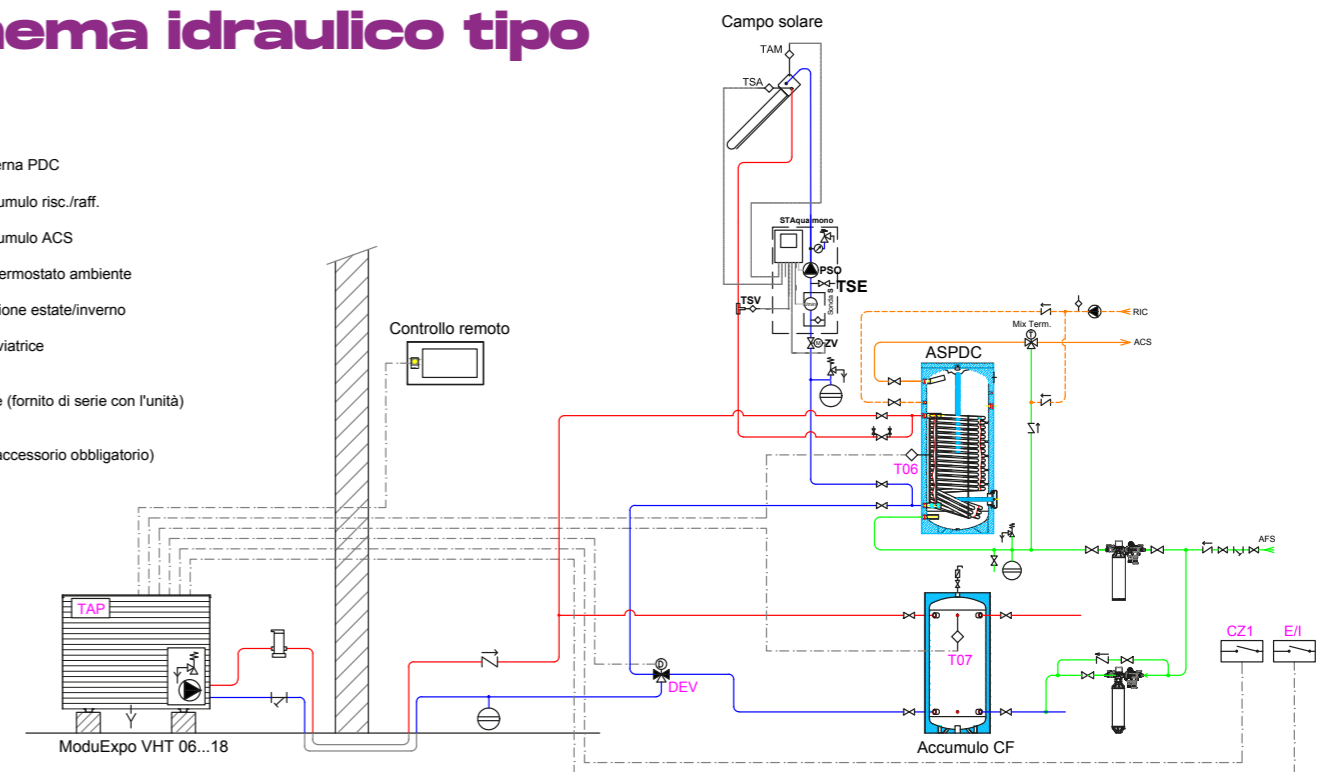 nema idraulico tipo
Campo solare
TAM
TSA
erna PDC
umulo risc./raff.
umulo ACS
ermostato ambiente
ione estate/inverno
viatrice
e (fornito di serie con l'unità)
accessorio obbligatorio)
STAqua mono
PSO
TSE
Sonda S
TSV
ZV
M
Controllo remoto
RIC
Mix Term.
T
ACS
ASPDC
T06
AFS
TAP
CZ1
E/I
T07
D
DEV
ModuExpo VHT 06...18
Accumulo CF